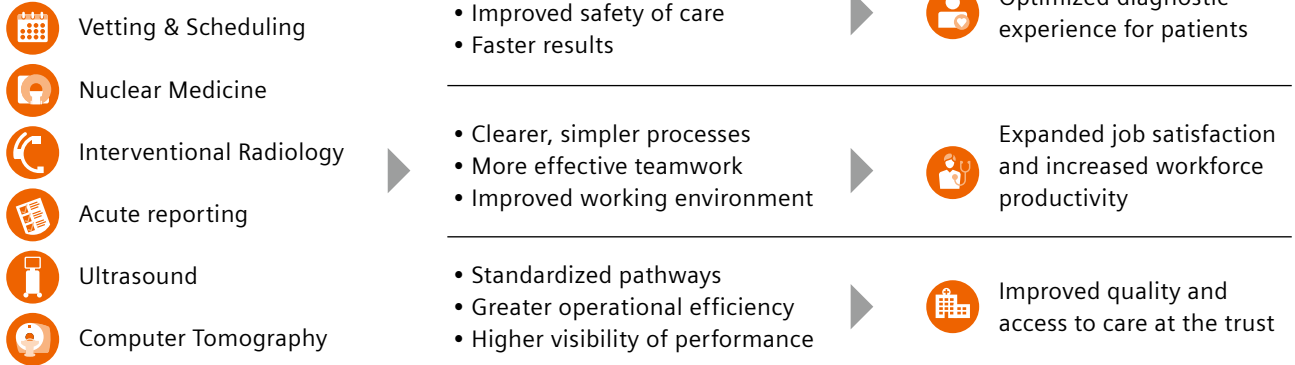 Vetting & Scheduling
Nuclear Medicine
Interventional Radiology
Acute reporting
Ultrasound
Computer Tomography
• Improved safety of care
• Faster results
Optimized diagnostic
experience for patients
• Clearer, simpler processes
• More effective teamwork
• Improved working environment
Expanded job satisfaction
and increased workforce
productivity
• Standardized pathways
• Greater operational efficiency
• Higher visibility of performance
Improved quality and
access to care at the trust